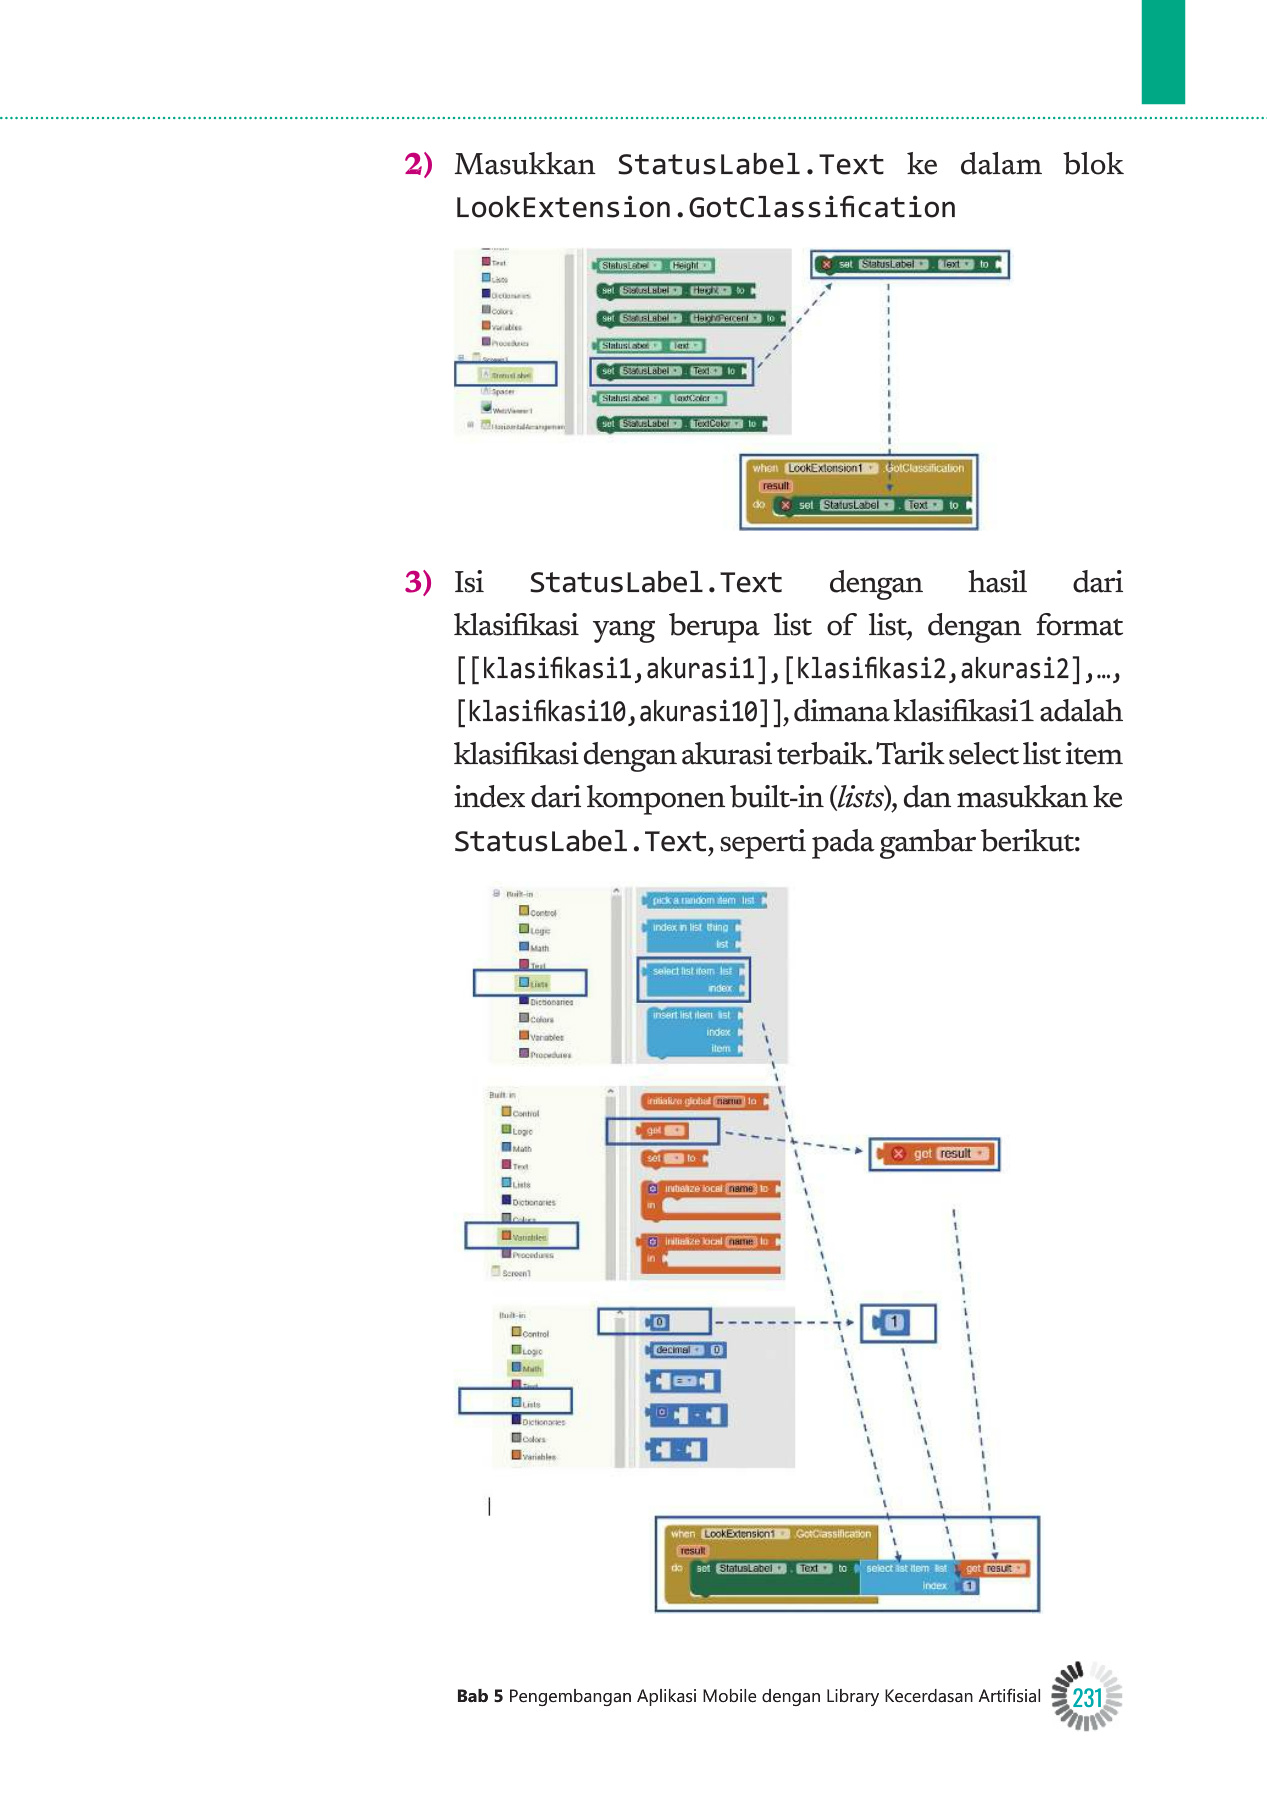 2) Masukkan StatusLabel.Text ke dalam blok
LookExtension.GotClassification
Text
Lists
Dictionaries
Colors
Variables
Procedures
Screen1
StatusLabel
Spacer
WebViewer1
HorizontalArrangemen
StatusLabel . Height
set StatusLabel . Height to
set StatusLabel . HeightPercent to
StatusLabel . Text
set StatusLabel . Text to
StatusLabel . TextColor
set StatusLabel . TextColor to
set StatusLabel . Text to
when LookExtension1 .GotClassification
result
do set StatusLabel . Text to
3) Isi StatusLabel.Text dengan hasil dari
klasifikasi yang berupa list of list, dengan format
[[klasifikasi1,akurasi1],[klasifikasi2,akurasi2],…,
[klasifikasi10,akurasi10]], dimana klasifikasi1 adalah
klasifikasi dengan akurasi terbaik. Tarik select list item
index dari komponen built-in (lists), dan masukkan ke
StatusLabel.Text, seperti pada gambar berikut:
Built-in
Control
Logic
Math
Text
Lists
Dictionaries
Colors
Variables
Procedures
pick a random item list
index in list thing
list
select list item list
index
insert list item list
index
item
Built-in
Control
Logic
Math
Text
Lists
Dictionaries
Colors
Variables
Procedures
Screen1
initialize global name to
get
set to
initialize local name to
in
initialize local name to
in
get result
Built-in
Control
Logic
Math
Text
Lists
Dictionaries
Colors
Variables
0
decimal 0
=
-
1
when LookExtension1 .GotClassification
result
do set StatusLabel . Text to select list item list get result
index 1
Bab 5 Pengembangan Aplikasi Mobile dengan Library Kecerdasan Artifisial 231